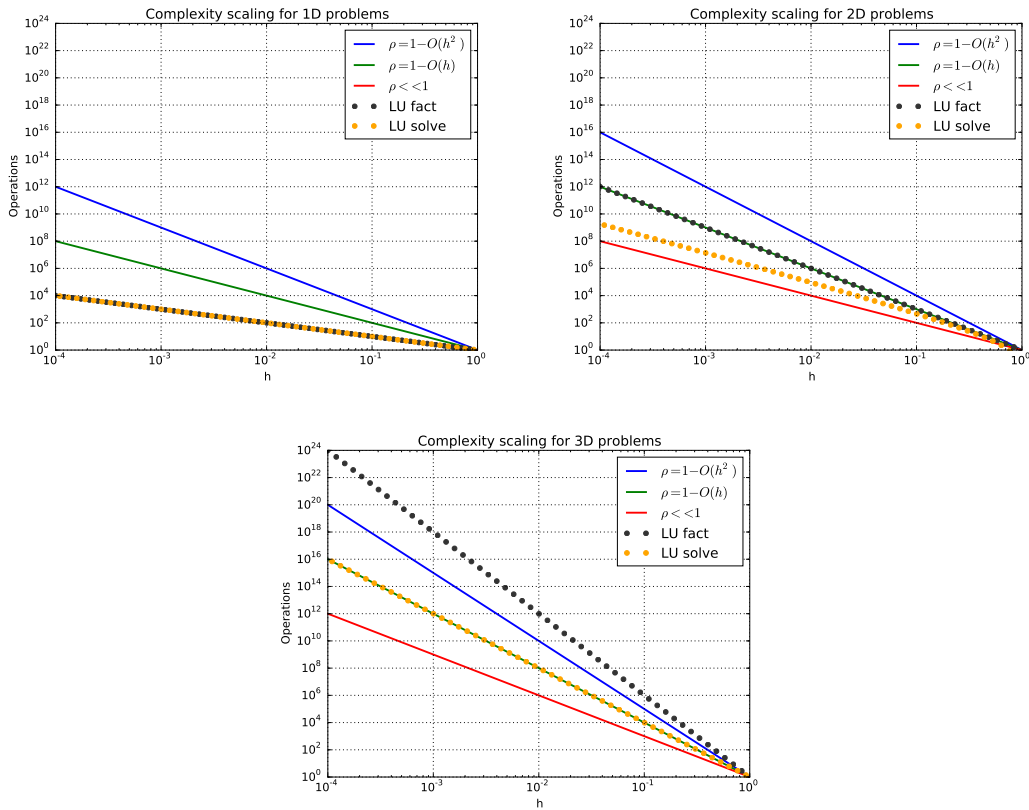 Complexity scaling for 1D problems
10^24
10^22
10^20
10^18
10^16
10^14
10^12
10^10
10^8
10^6
10^4
10^2
10^0
Operations
10^-4
10^-3
10^-2
10^-1
10^0
h
ρ=1−O(h²)
ρ=1−O(h)
ρ<<1
LU fact
LU solve
Complexity scaling for 2D problems
10^24
10^22
10^20
10^18
10^16
10^14
10^12
10^10
10^8
10^6
10^4
10^2
10^0
Operations
10^-4
10^-3
10^-2
10^-1
10^0
h
ρ=1−O(h²)
ρ=1−O(h)
ρ<<1
LU fact
LU solve
Complexity scaling for 3D problems
10^24
10^22
10^20
10^18
10^16
10^14
10^12
10^10
10^8
10^6
10^4
10^2
10^0
Operations
10^-4
10^-3
10^-2
10^-1
10^0
h
ρ=1−O(h²)
ρ=1−O(h)
ρ<<1
LU fact
LU solve